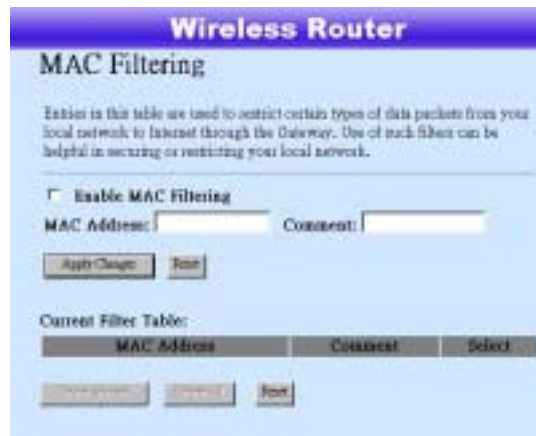 Wireless Router
MAC Filtering
Entries in this table are used to restrict certain types of data packets from your
local network to Internet through the Gateway. Use of such filters can be
helpful in securing or restricting your local network.
Enable MAC Filtering
MAC Address: Comment:
Apply Changes Reset
Current Filter Table:
MAC Address Comment Select
Reset